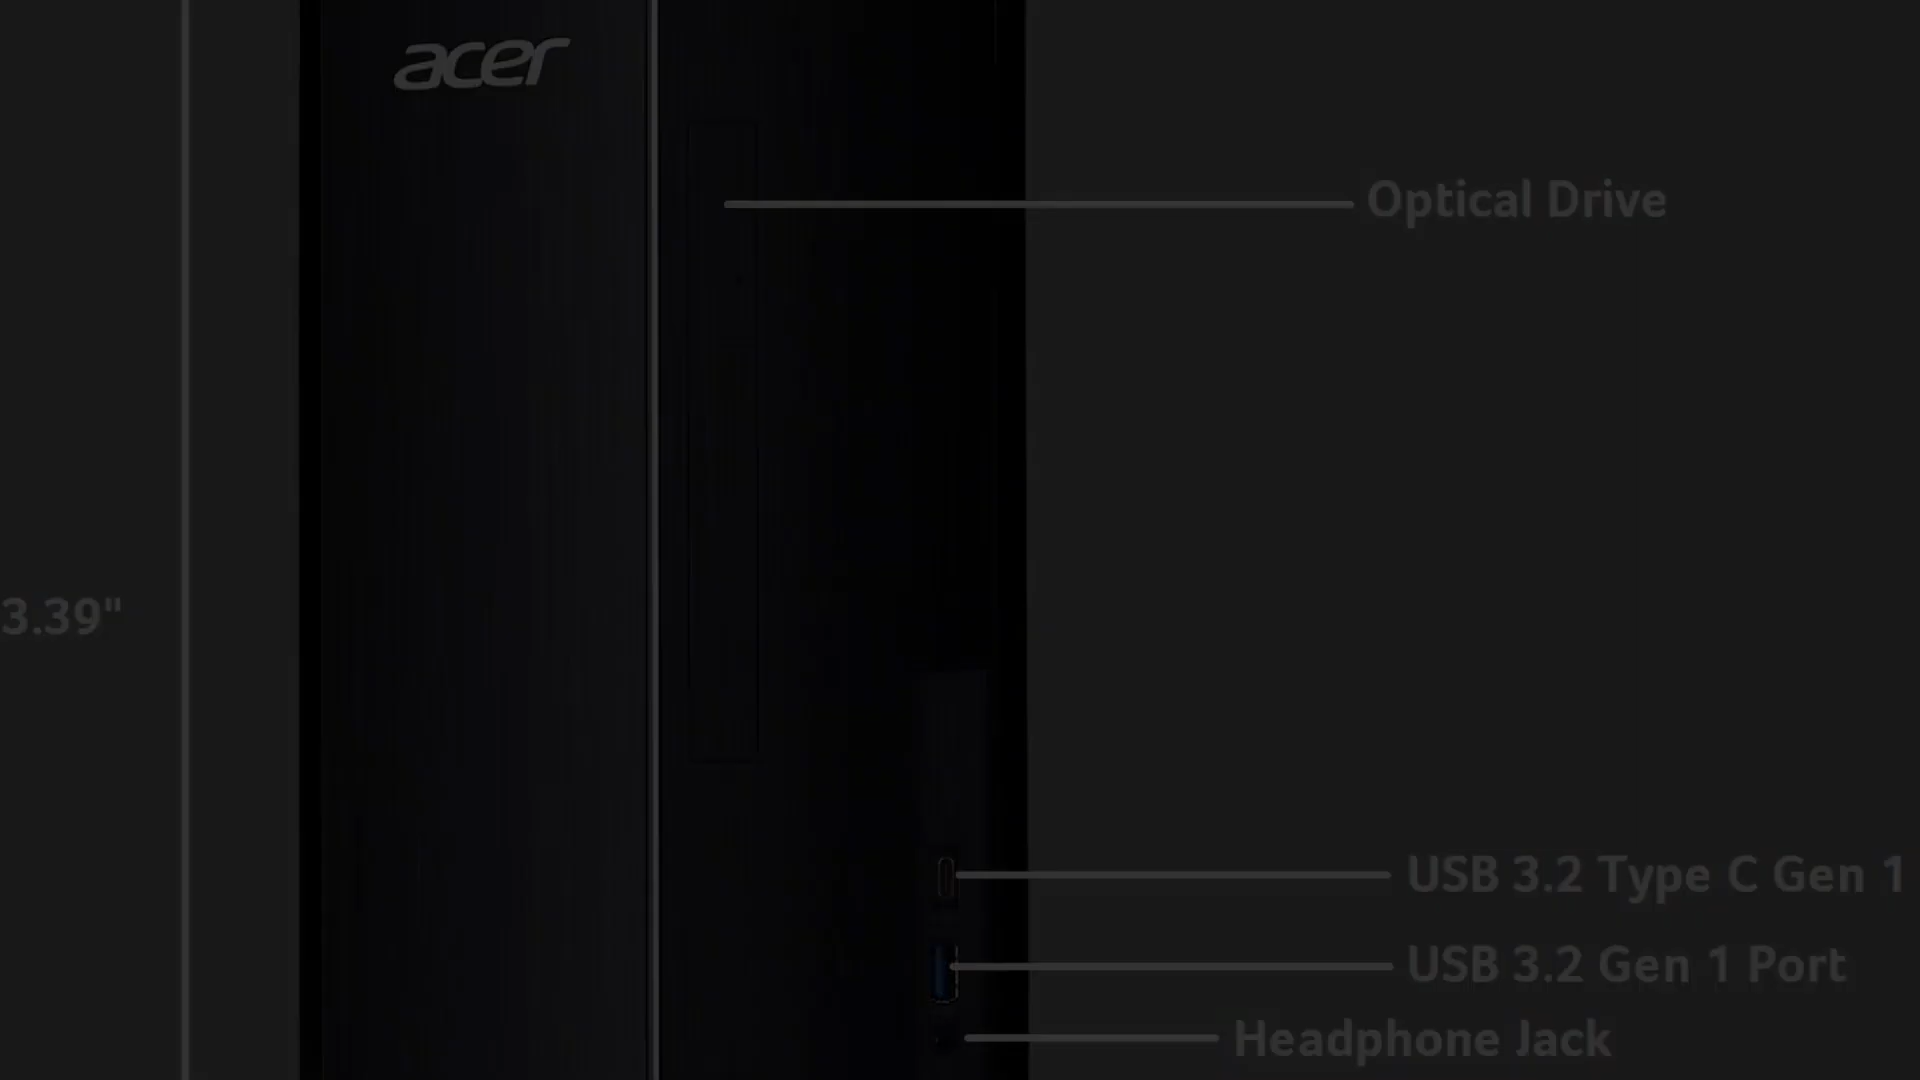 acer
Optical Drive
3.39"
USB 3.2 Type C Gen 1
USB 3.2 Gen 1 Port
Headphone Jack